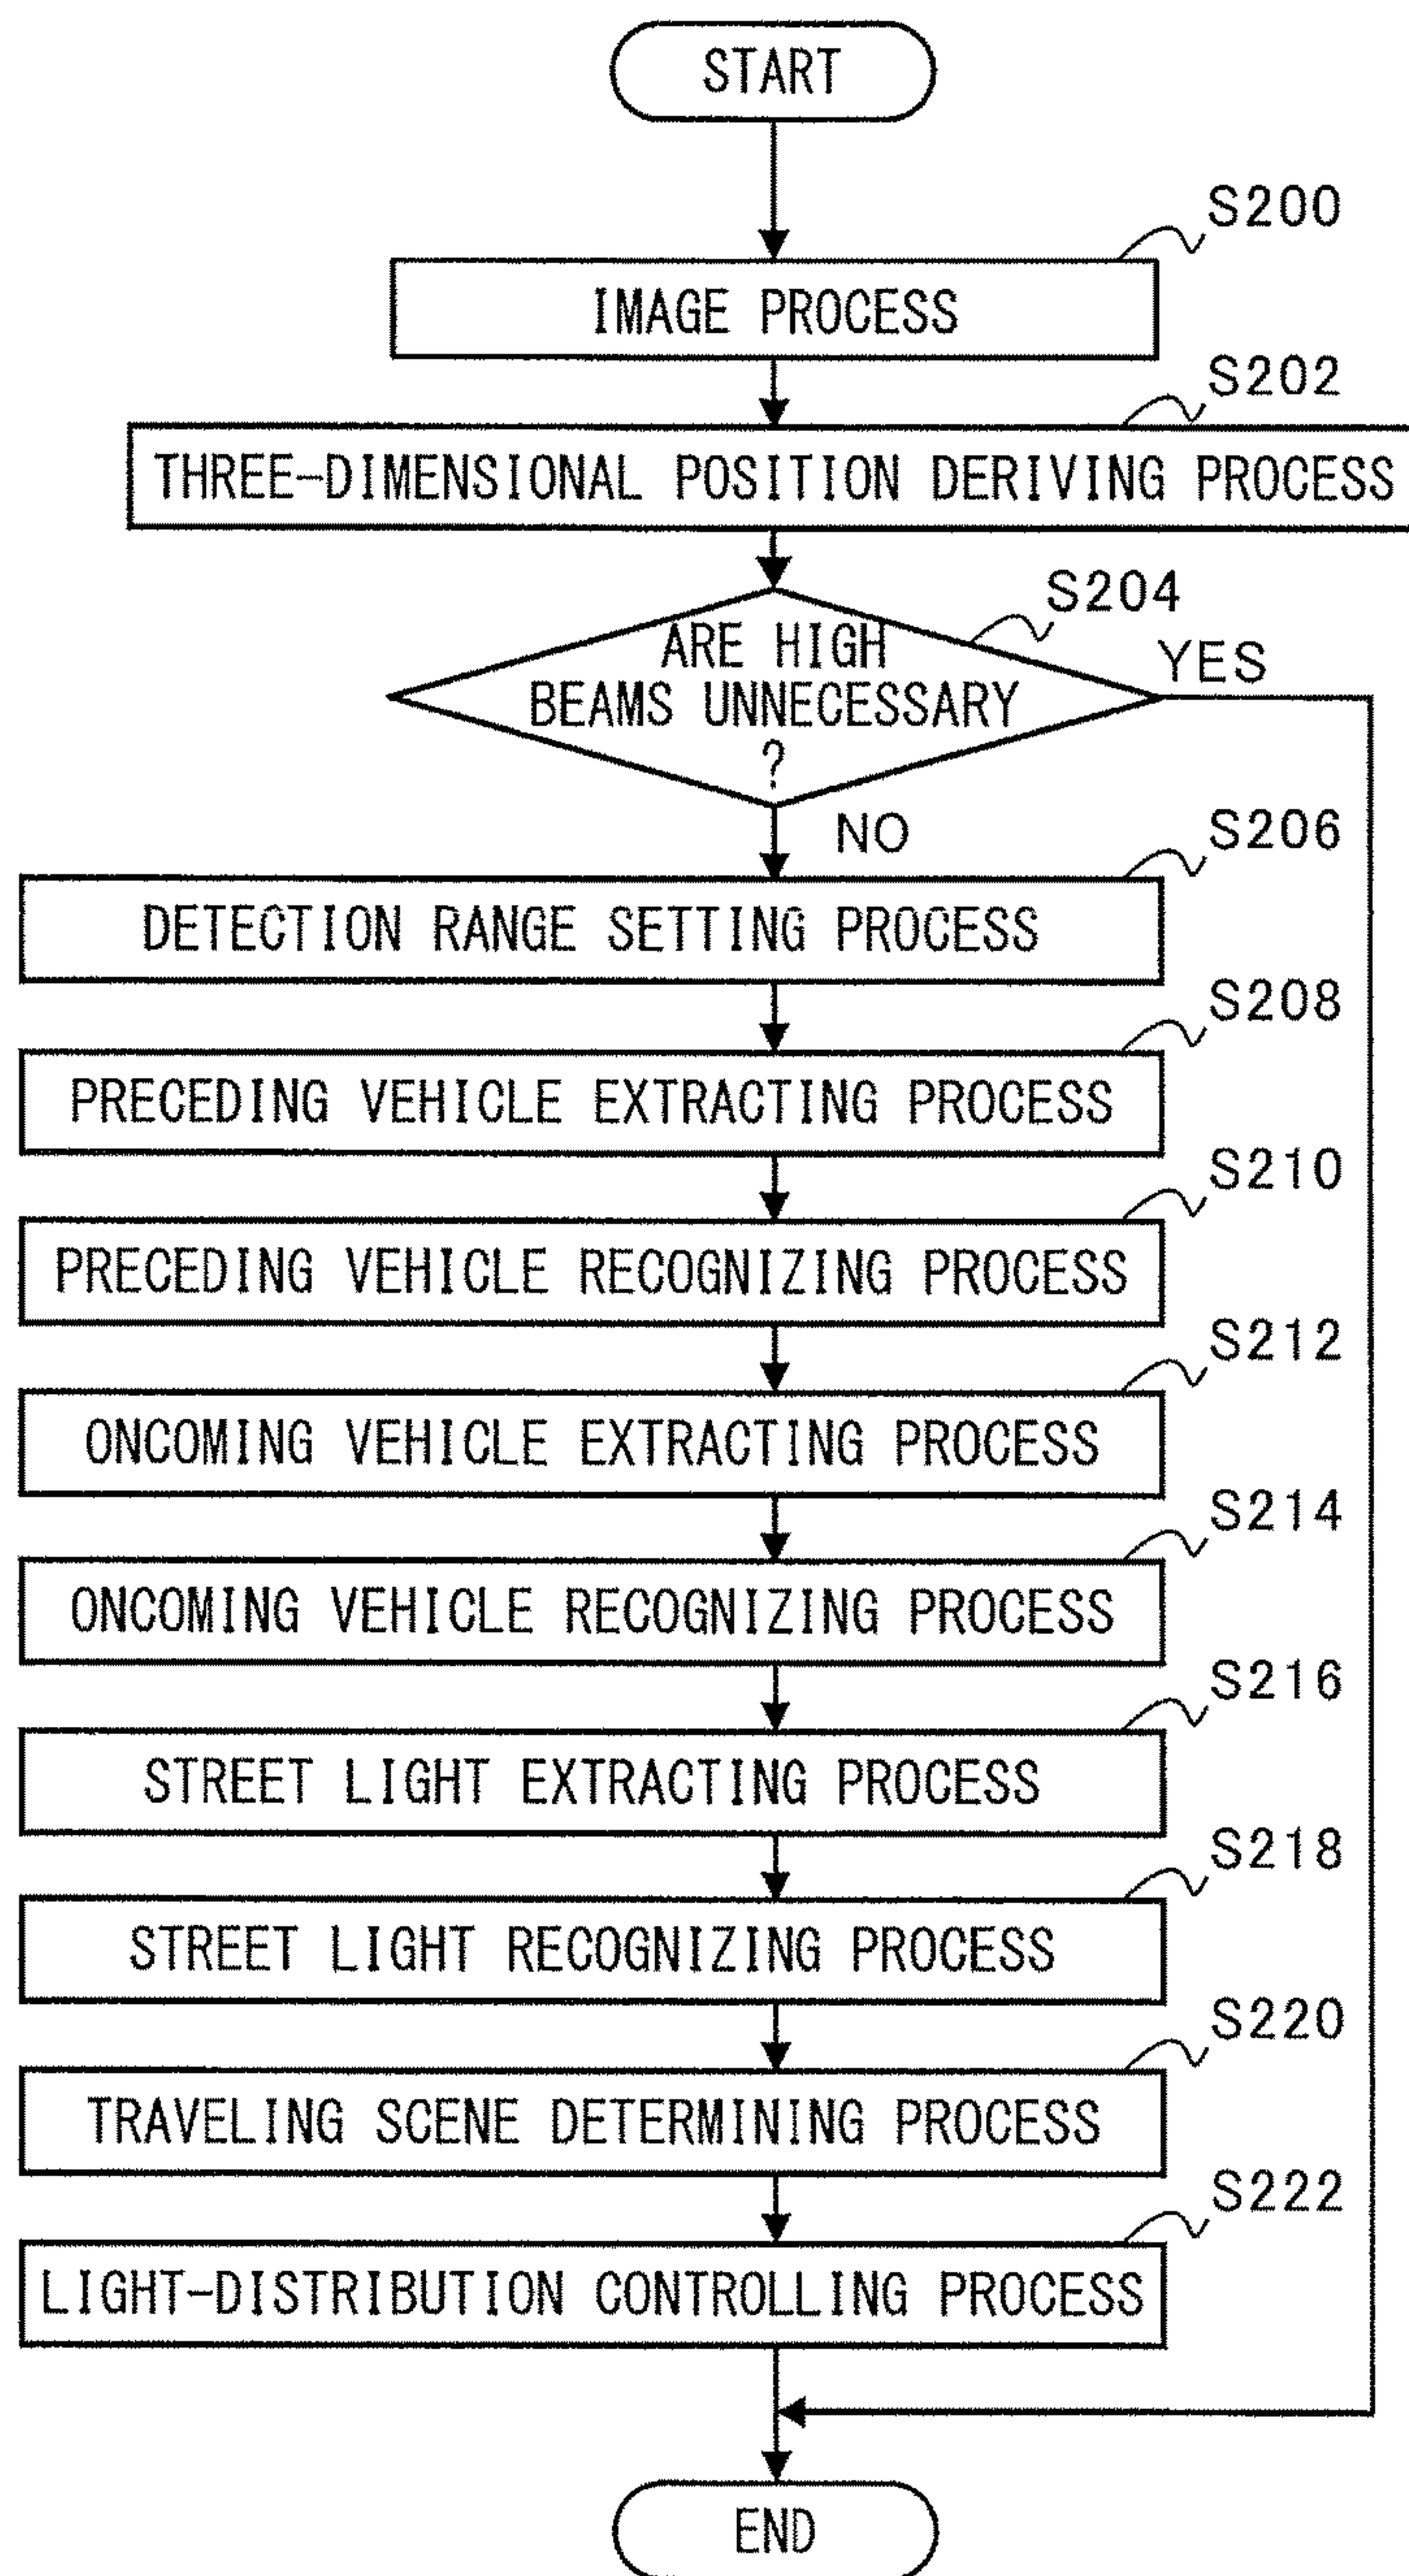 START
S200
IMAGE PROCESS
S202
THREE-DIMENSIONAL POSITION DERIVING PROCESS
S204
ARE HIGH
BEAMS UNNECESSARY
?
YES
NO
S206
DETECTION RANGE SETTING PROCESS
S208
PRECEDING VEHICLE EXTRACTING PROCESS
S210
PRECEDING VEHICLE RECOGNIZING PROCESS
S212
ONCOMING VEHICLE EXTRACTING PROCESS
S214
ONCOMING VEHICLE RECOGNIZING PROCESS
S216
STREET LIGHT EXTRACTING PROCESS
S218
STREET LIGHT RECOGNIZING PROCESS
S220
TRAVELING SCENE DETERMINING PROCESS
S222
LIGHT-DISTRIBUTION CONTROLLING PROCESS
END